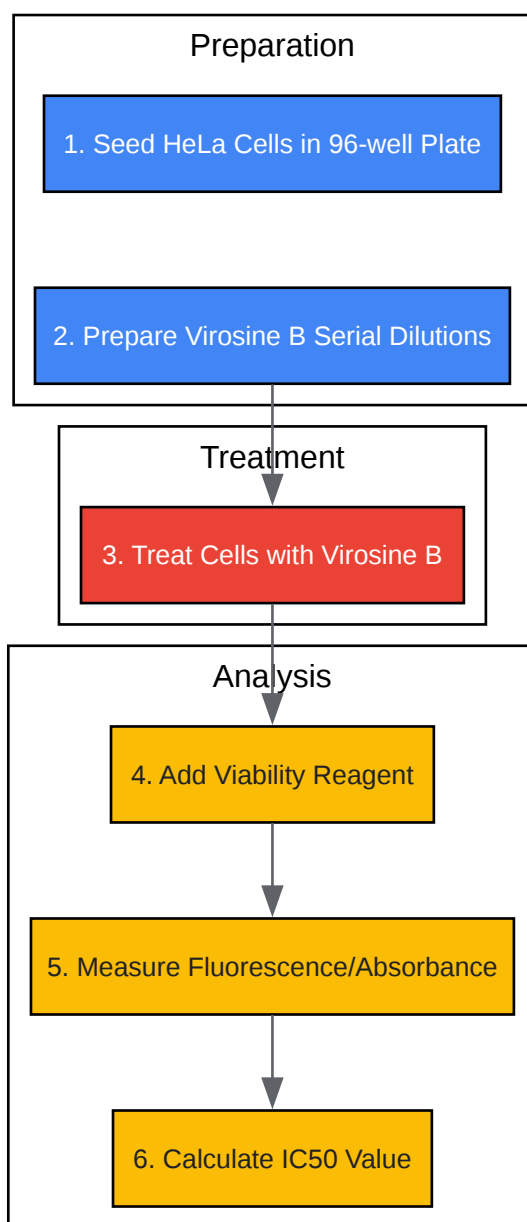 Preparation
1. Seed HeLa Cells in 96-well Plate
2. Prepare Virosine B Serial Dilutions
Treatment
3. Treat Cells with Virosine B
Analysis
4. Add Viability Reagent
5. Measure Fluorescence/Absorbance
6. Calculate IC50 Value